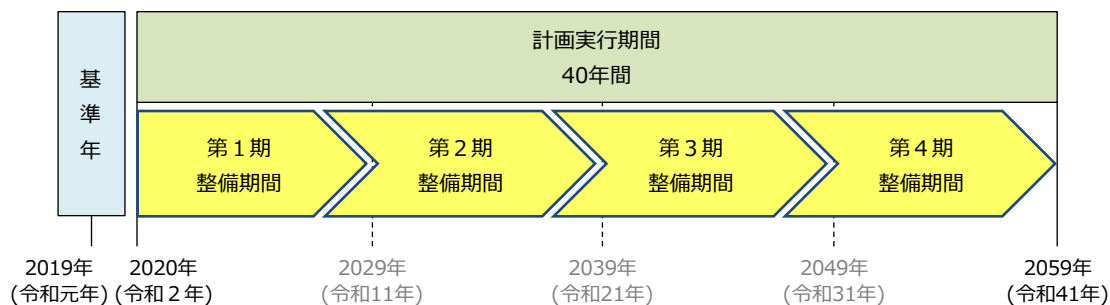 計画実行期間
40年間
基
準
年
第１期
整備期間
第２期
整備期間
第３期
整備期間
第４期
整備期間
2019年
(令和元年)
2020年
(令和２年)
2029年
(令和11年)
2039年
(令和21年)
2049年
(令和31年)
2059年
(令和41年)